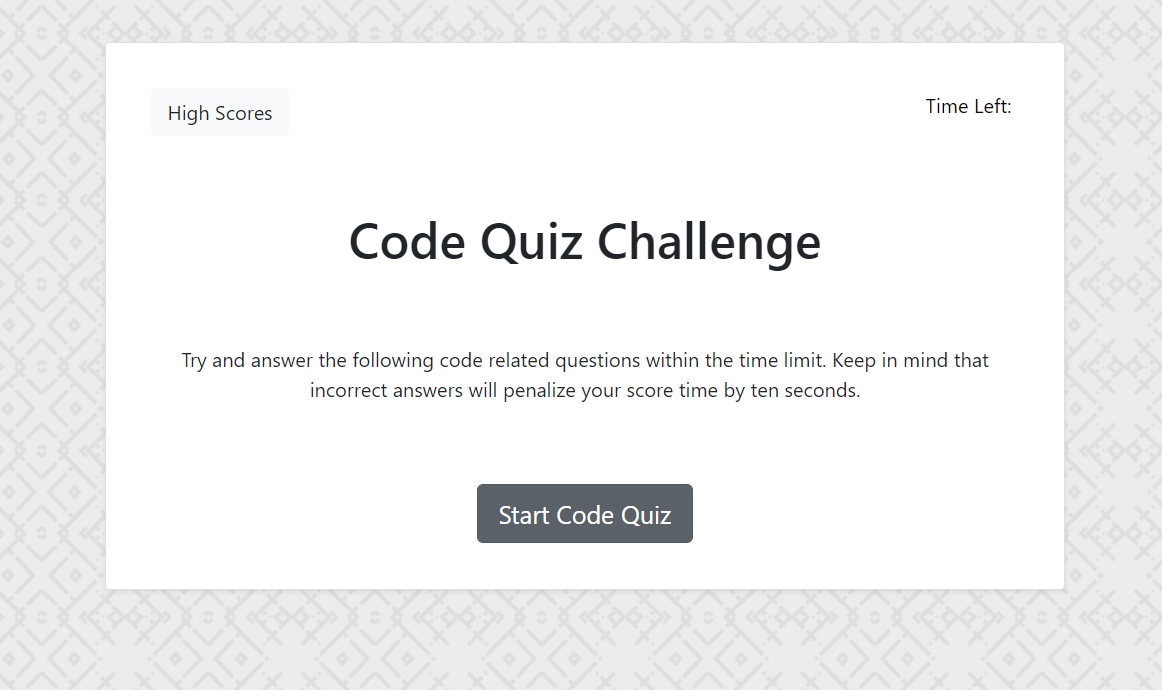 High Scores
Time Left:
Code Quiz Challenge
Try and answer the following code related questions within the time limit. Keep in mind that
incorrect answers will penalize your score time by ten seconds.
Start Code Quiz